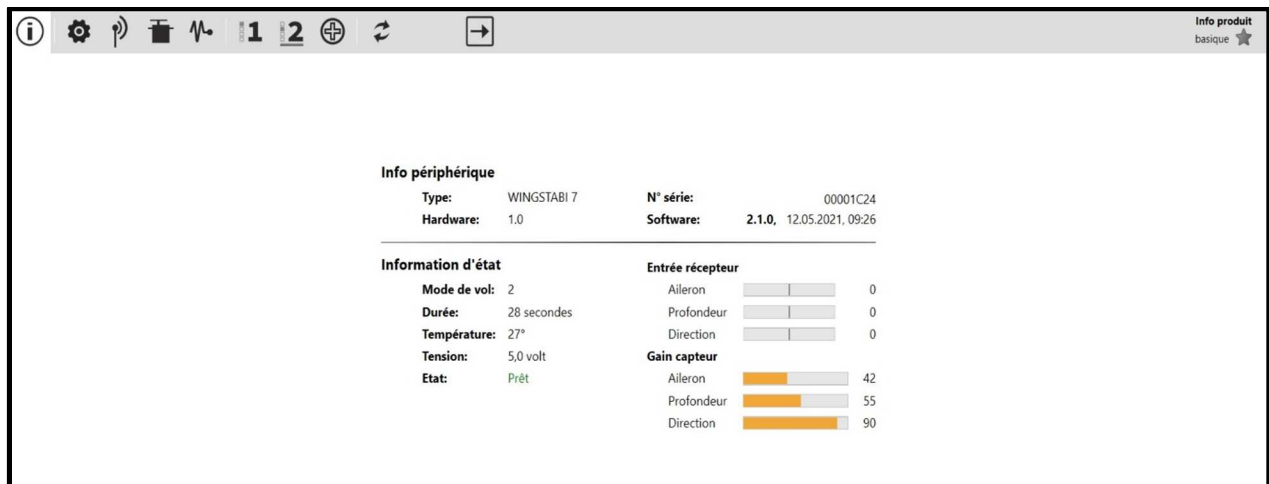 1 2
Info produit
basique
Info périphérique
Type: WINGSTABI 7 N° série: 00001C24
Hardware: 1.0 Software: 2.1.0, 12.05.2021, 09:26
Information d'état
Entrée récepteur
Mode de vol: 2 Aileron 0
Durée: 28 secondes Profondeur 0
Température: 27° Direction 0
Tension: 5,0 volt Gain capteur
Etat: Prêt Aileron 42
Profondeur 55
Direction 90